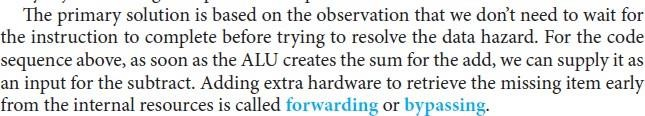 The primary solution is based on the observation that we don't need to wait for
the instruction to complete before trying to resolve the data hazard. For the code
sequence above, as soon as the ALU creates the sum for the add, we can supply it as
an input for the subtract. Adding extra hardware to retrieve the missing item early
from the internal resources is called forwarding or bypassing.